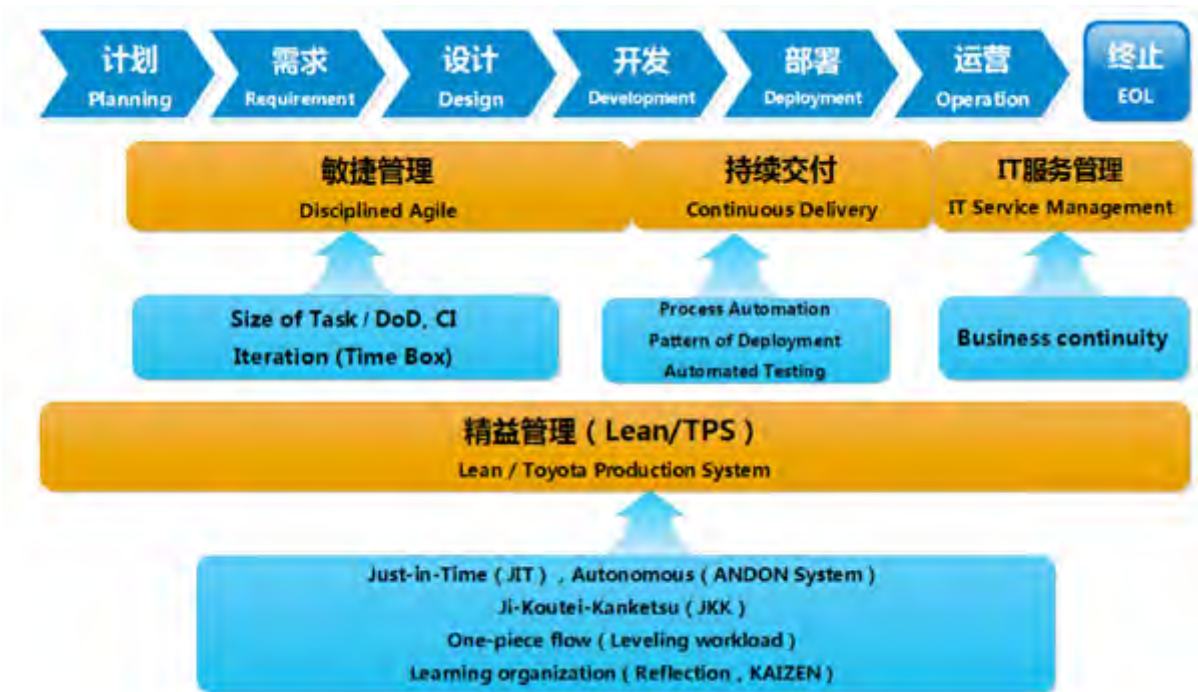 计划
Planning
需求
Requirement
设计
Design
开发
Development
部署
Deployment
运营
Operation
终止
EOL
敏捷管理
Disciplined Agile
持续交付
Continuous Delivery
IT服务管理
IT Service Management
Size of Task / DoD, CI
Iteration (Time Box)
Process Automation
Pattern of Deployment
Automated Testing
Business continuity
精益管理（Lean/TPS）
Lean / Toyota Production System
Just-in-Time（JIT）, Autonomous（ANDON System）
Ji-Koutei-Kanketsu（JKK）
One-piece flow（Leveling workload）
Learning organization（Reflection , KAIZEN）